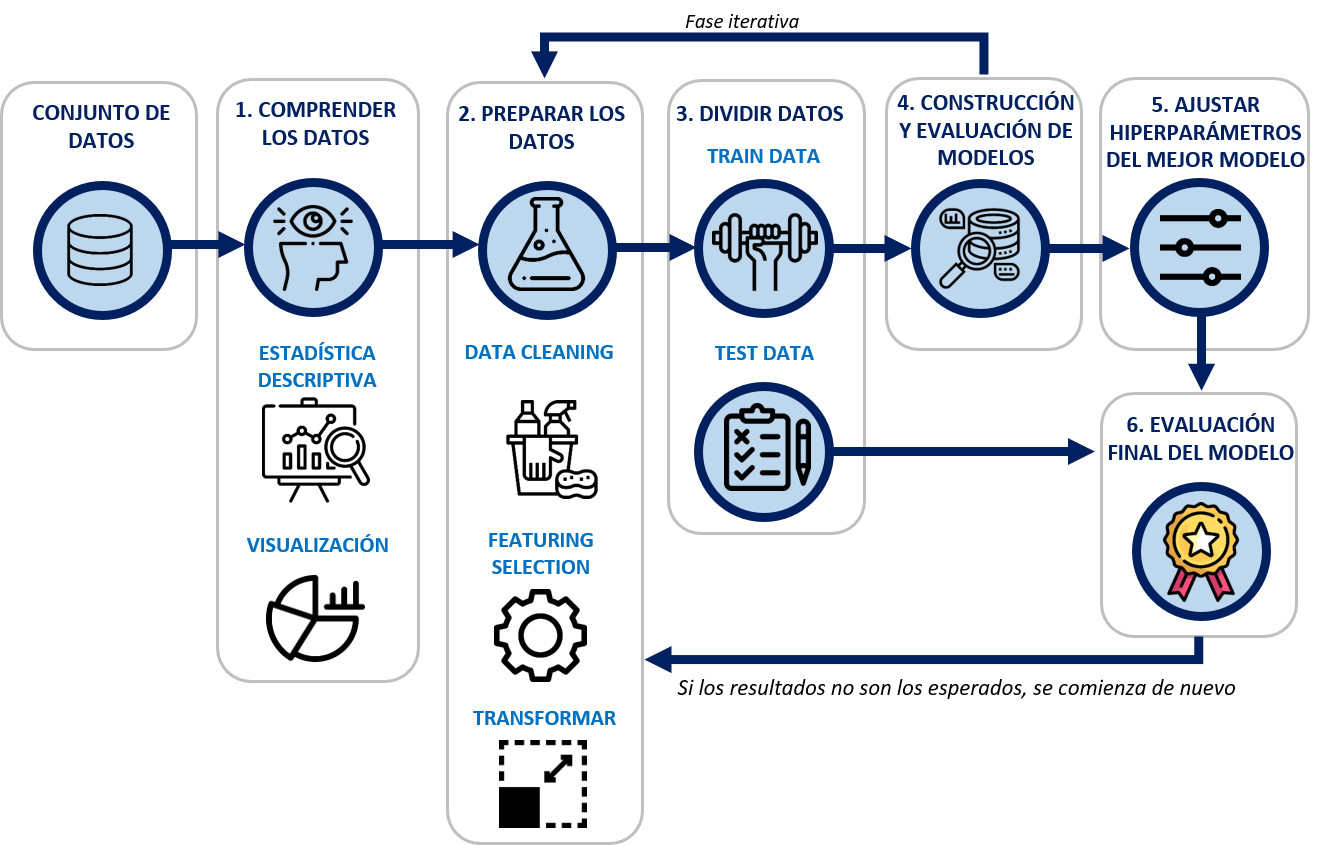 Fase iterativa
CONJUNTO DE
DATOS
1. COMPRENDER
LOS DATOS
ESTADÍSTICA
DESCRIPTIVA
VISUALIZACIÓN
2. PREPARAR LOS
DATOS
DATA CLEANING
FEATURING
SELECTION
TRANSFORMAR
3. DIVIDIR DATOS
TRAIN DATA
TEST DATA
4. CONSTRUCCIÓN
Y EVALUACIÓN DE
MODELOS
5. AJUSTAR
HIPERPARÁMETROS
DEL MEJOR MODELO
6. EVALUACIÓN
FINAL DEL MODELO
Si los resultados no son los esperados, se comienza de nuevo